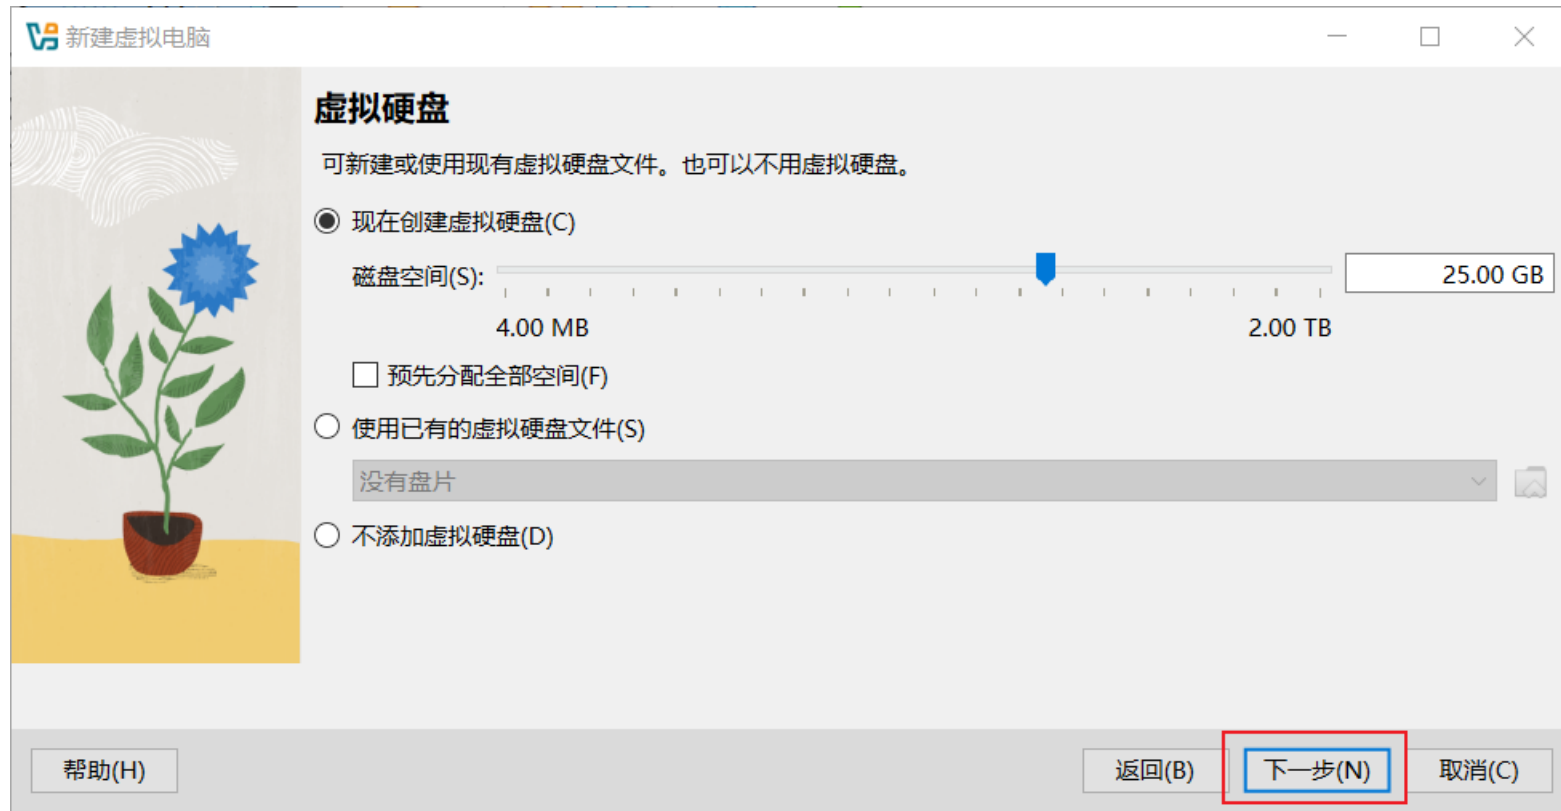 新建虚拟电脑
虚拟硬盘
可新建或使用现有虚拟硬盘文件。也可以不用虚拟硬盘。
现在创建虚拟硬盘(C)
磁盘空间(S): 25.00 GB
4.00 MB 2.00 TB
预先分配全部空间(F)
使用已有的虚拟硬盘文件(S)
没有盘片
不添加虚拟硬盘(D)
帮助(H) 返回(B) 下一步(N) 取消(C)